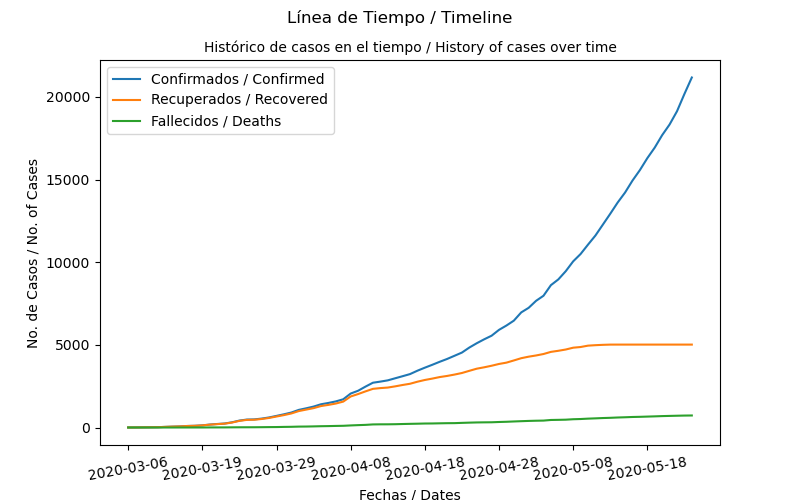 Línea de Tiempo / Timeline
Histórico de casos en el tiempo / History of cases over time
Confirmados / Confirmed
Recuperados / Recovered
Fallecidos / Deaths
No. de Casos / No. of Cases
20000
15000
10000
5000
0
2020-03-06 2020-03-19 2020-03-29 2020-04-08 2020-04-18 2020-04-28 2020-05-08 2020-05-18
Fechas / Dates